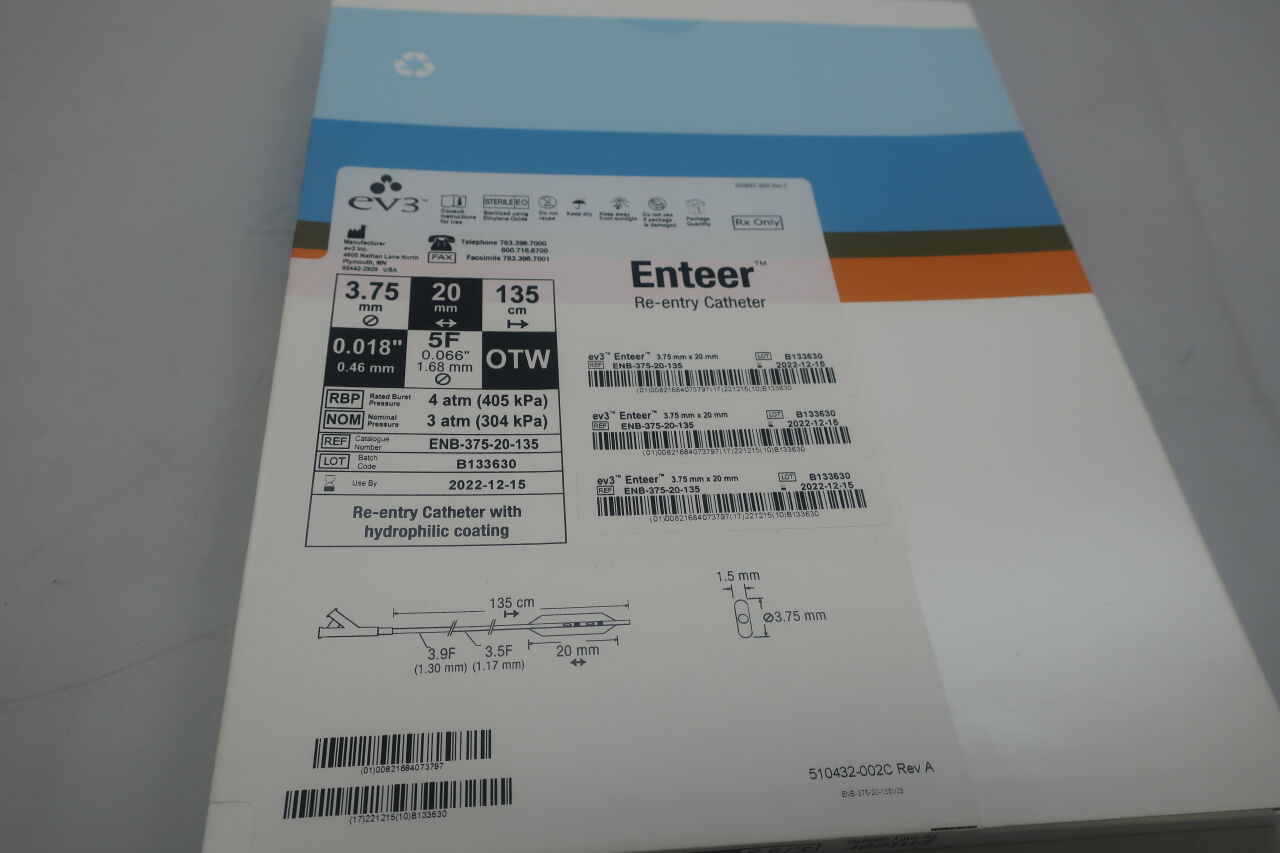 ev3™
Consult Instructions for Use
STERILE EO
Sterilized using Ethylene Oxide
Do not reuse
Keep dry
Keep away from sunlight
Do not use if package is damaged
Package Quantity
Rx Only
Manufacturer
ev3 Inc.
4600 Nathan Lane North
Plymouth, MN
55442-2920 USA
Telephone 763.398.7000
800.716.6700
FAX Facsimile 763.398.7001
Enteer™
Re-entry Catheter
3.75 mm
20 mm
135 cm
0.018"
0.46 mm
5F
0.066"
1.68 mm
OTW
RBP Rated Burst Pressure 4 atm (405 kPa)
NOM Nominal Pressure 3 atm (304 kPa)
REF Catalogue Number ENB-375-20-135
LOT Batch Code B133630
Use By 2022-12-15
Re-entry Catheter with
hydrophilic coating
ev3™ Enteer™ 3.75 mm x 20 mm LOT B133630
REF ENB-375-20-135 2022-12-15
(01)00821684073797(17)221215(10)B133630
ev3™ Enteer™ 3.75 mm x 20 mm LOT B133630
REF ENB-375-20-135 2022-12-15
(01)00821684073797(17)221215(10)B133630
ev3™ Enteer™ 3.75 mm x 20 mm LOT B133630
REF ENB-375-20-135 2022-12-15
(01)00821684073797(17)221215(10)B133630
135 cm
3.9F
(1.30 mm)
3.5F
(1.17 mm)
20 mm
1.5 mm
Ø3.75 mm
(01)00821684073797
(17)221215(10)B133630
510432-002C Rev A
ENB-375-20-135V03